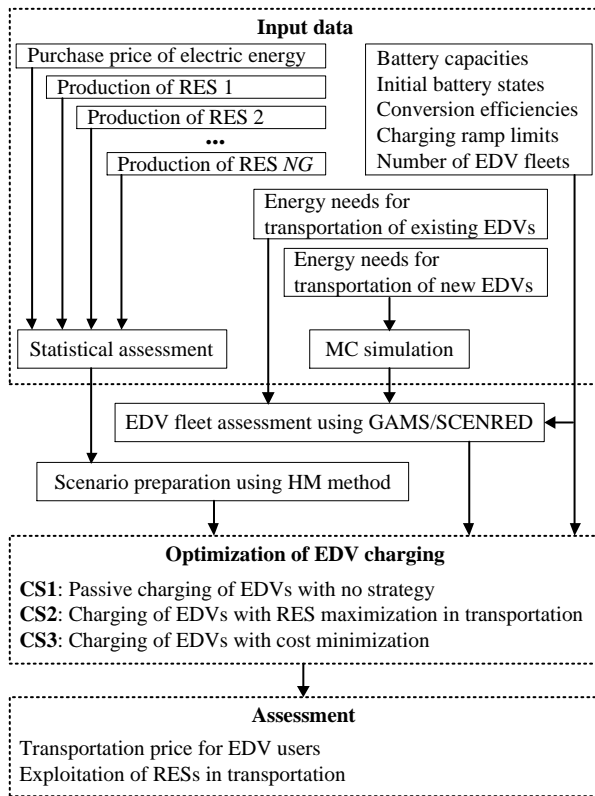 Input data
Purchase price of electric energy
Production of RES 1
Production of RES 2
...
Production of RES NG
Battery capacities
Initial battery states
Conversion efficiencies
Charging ramp limits
Number of EDV fleets
Energy needs for
transportation of existing EDVs
Energy needs for
transportation of new EDVs
Statistical assessment
MC simulation
EDV fleet assessment using GAMS/SCENRED
Scenario preparation using HM method
Optimization of EDV charging
CS1: Passive charging of EDVs with no strategy
CS2: Charging of EDVs with RES maximization in transportation
CS3: Charging of EDVs with cost minimization
Assessment
Transportation price for EDV users
Exploitation of RESs in transportation